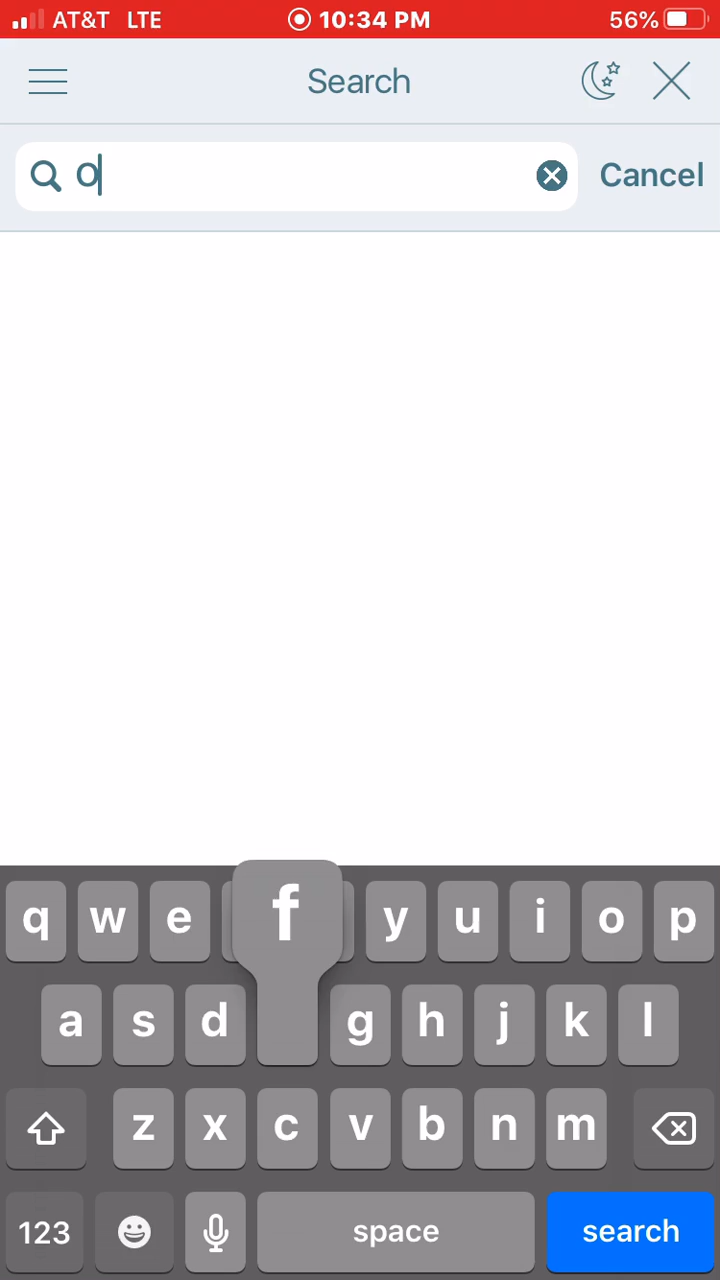 AT&T LTE 10:34 PM 56%
Search
O Cancel
q w e f y u i o p
a s d g h j k l
z x c v b n m
123 space search